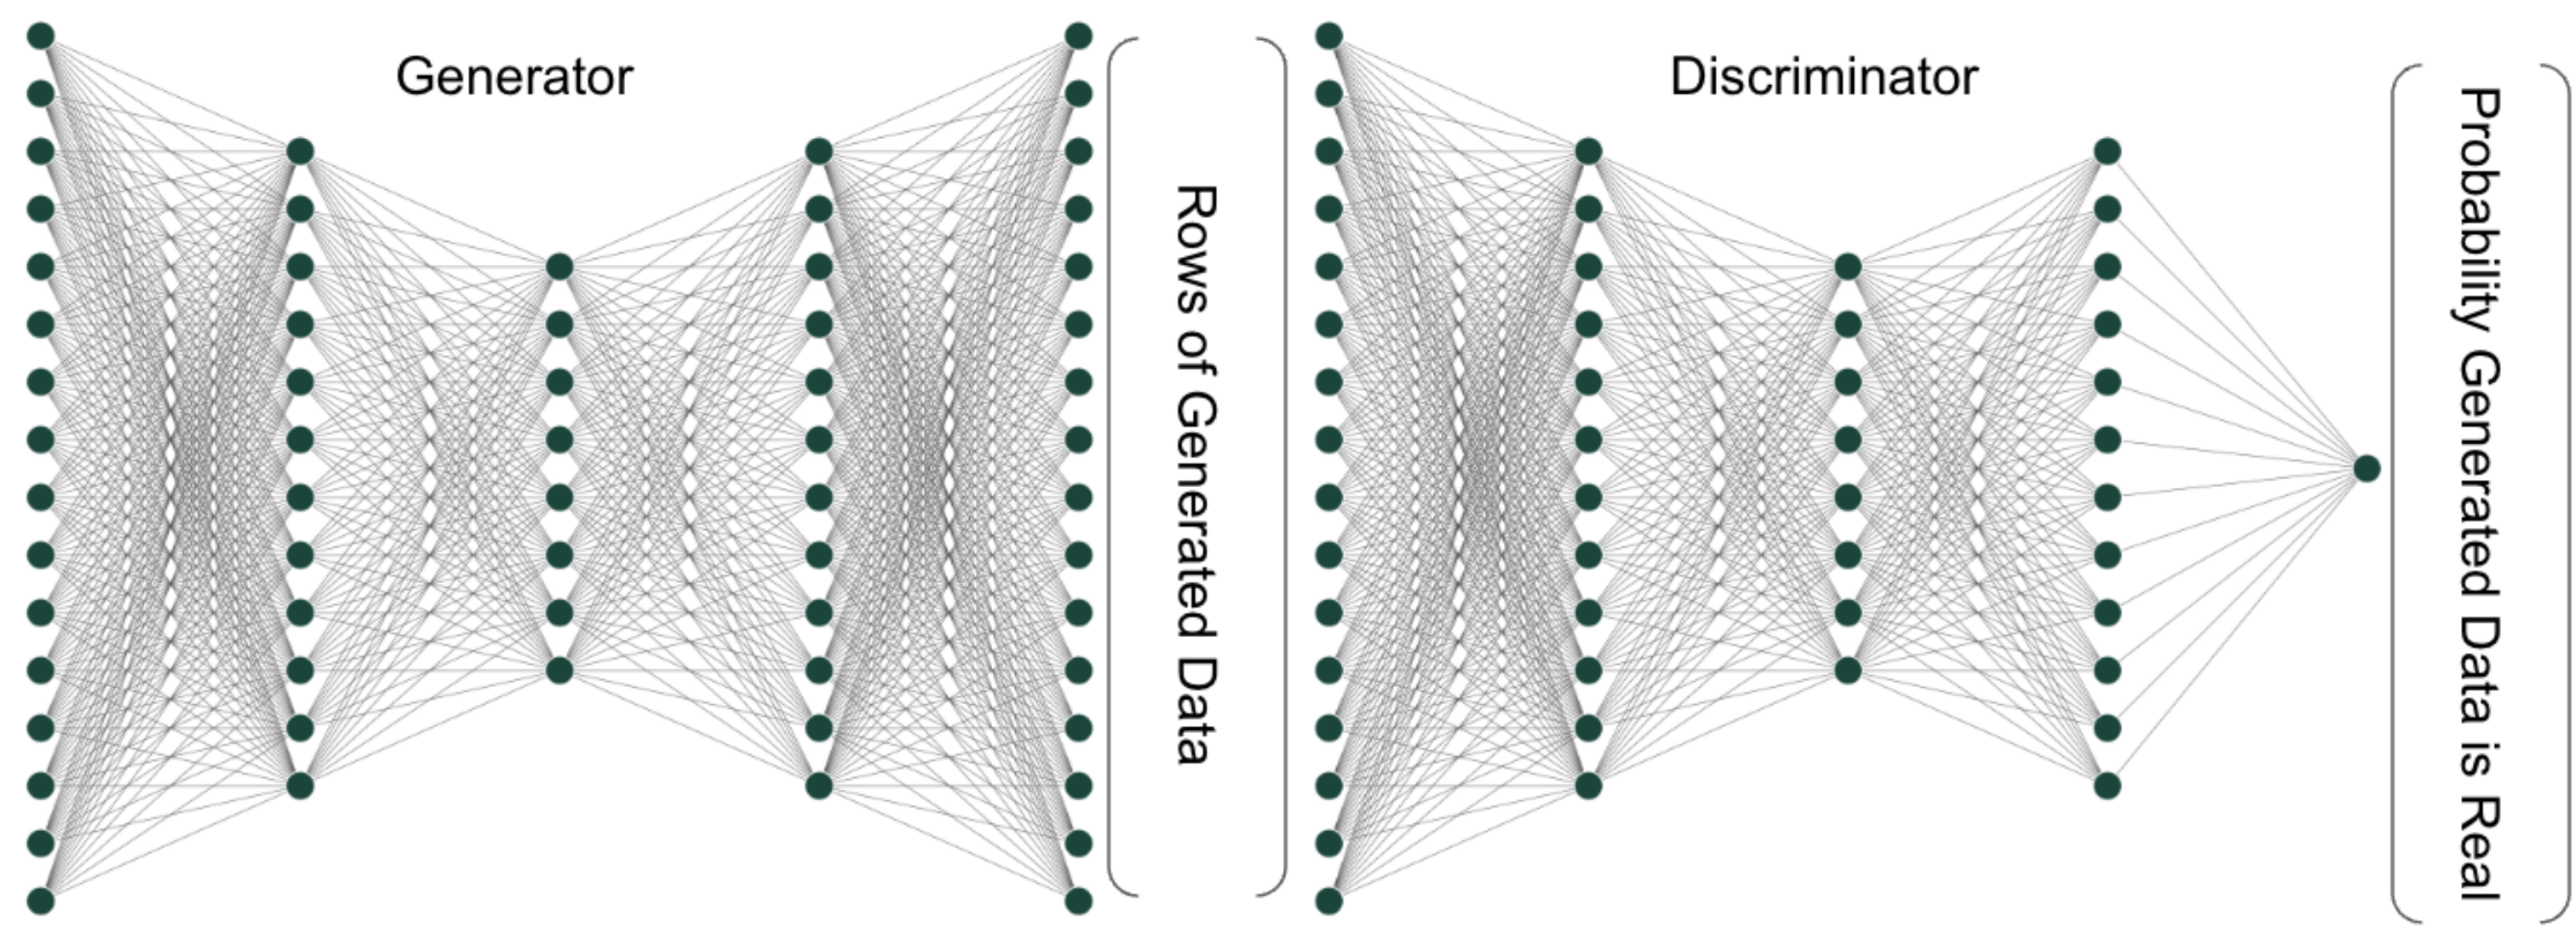 Generator
Rows of Generated Data
Discriminator
Probability Generated Data is Real